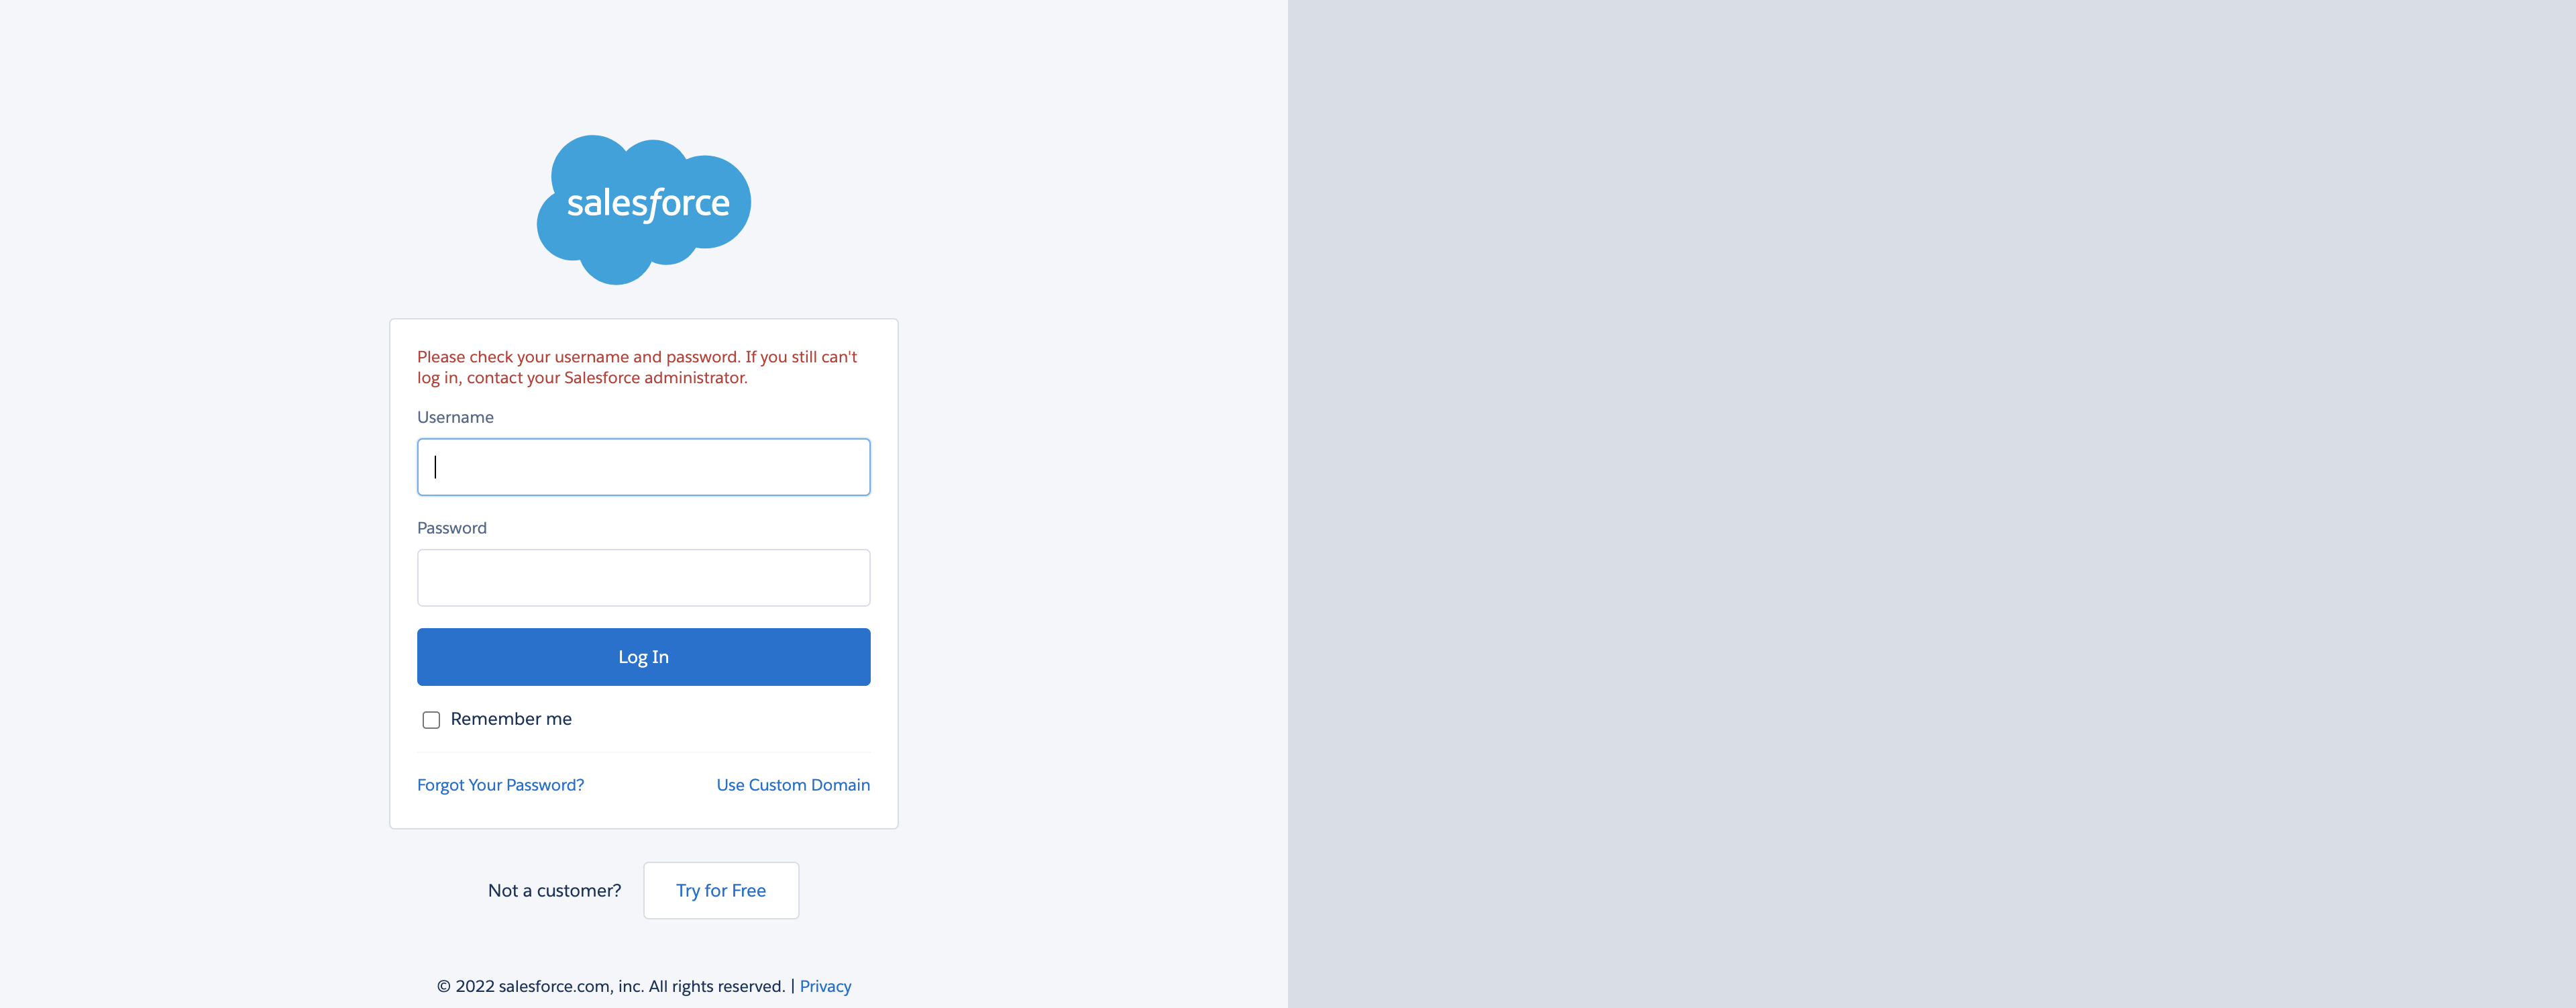 salesforce
Please check your username and password. If you still can't
log in, contact your Salesforce administrator.
Username
Password
Log In
Remember me
Forgot Your Password?
Use Custom Domain
Not a customer?
Try for Free
© 2022 salesforce.com, inc. All rights reserved. | Privacy